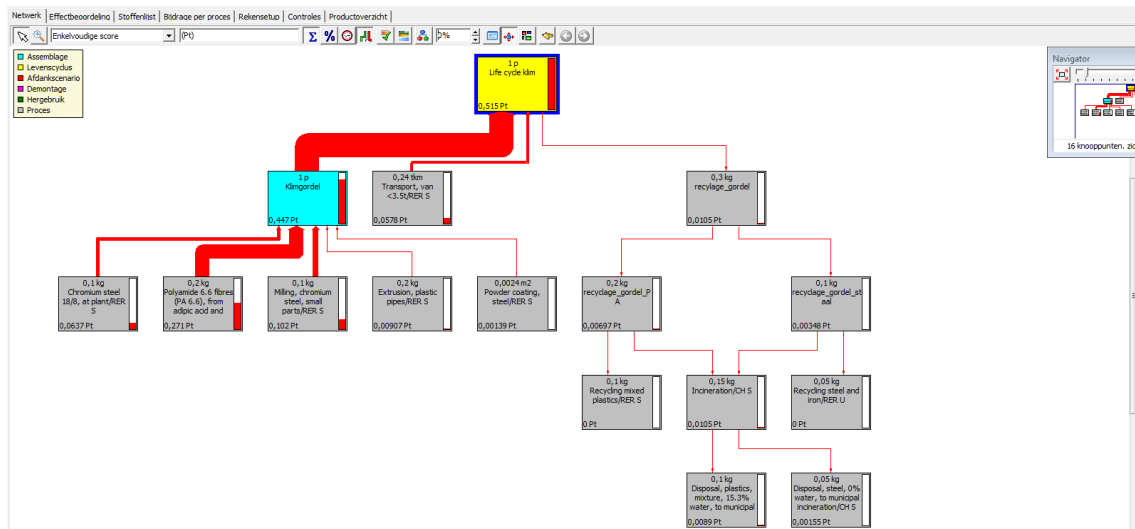 Netwerk Effectbeoordeling Stoffenlijst Bijdrage per proces Rekensetup Controles Productoverzicht
Enkelvoudige score (Pt) Σ % 0%
Assemblage
Levenscyclus
Afdankscenario
Demontage
Hergebruik
Proces
Navigator
16 knooppunten.
1 p
Life cycle klim
0,515 Pt
1 p
Klimgordel
0,447 Pt
0,24 tkm
Transport, van
<3.5t/RER S
0,0578 Pt
0,3 kg
recylage_gordel
0,0105 Pt
0,1 kg
Chromium steel
18/8, at plant/RER
S
0,0637 Pt
0,2 kg
Polyamide 6.6 fibres
(PA 6.6), from
adipic acid and
0,271 Pt
0,1 kg
Milling, chromium
steel, small
parts/RER S
0,102 Pt
0,2 kg
Extrusion, plastic
pipes/RER S
0,00907 Pt
0,0024 m2
Powder coating,
steel/RER S
0,00139 Pt
0,2 kg
recyclage_gordel_P
A
0,00697 Pt
0,1 kg
recyclage_gordel_st
aal
0,00348 Pt
0,1 kg
Recycling mixed
plastics/RER S
0 Pt
0,15 kg
Incineration/CH S
0,0105 Pt
0,05 kg
Recycling steel and
iron/RER U
0 Pt
0,1 kg
Disposal, plastics,
mixture, 15.3%
water, to municipal
0,0089 Pt
0,05 kg
Disposal, steel, 0%
water, to municipal
incineration/CH S
0,00155 Pt